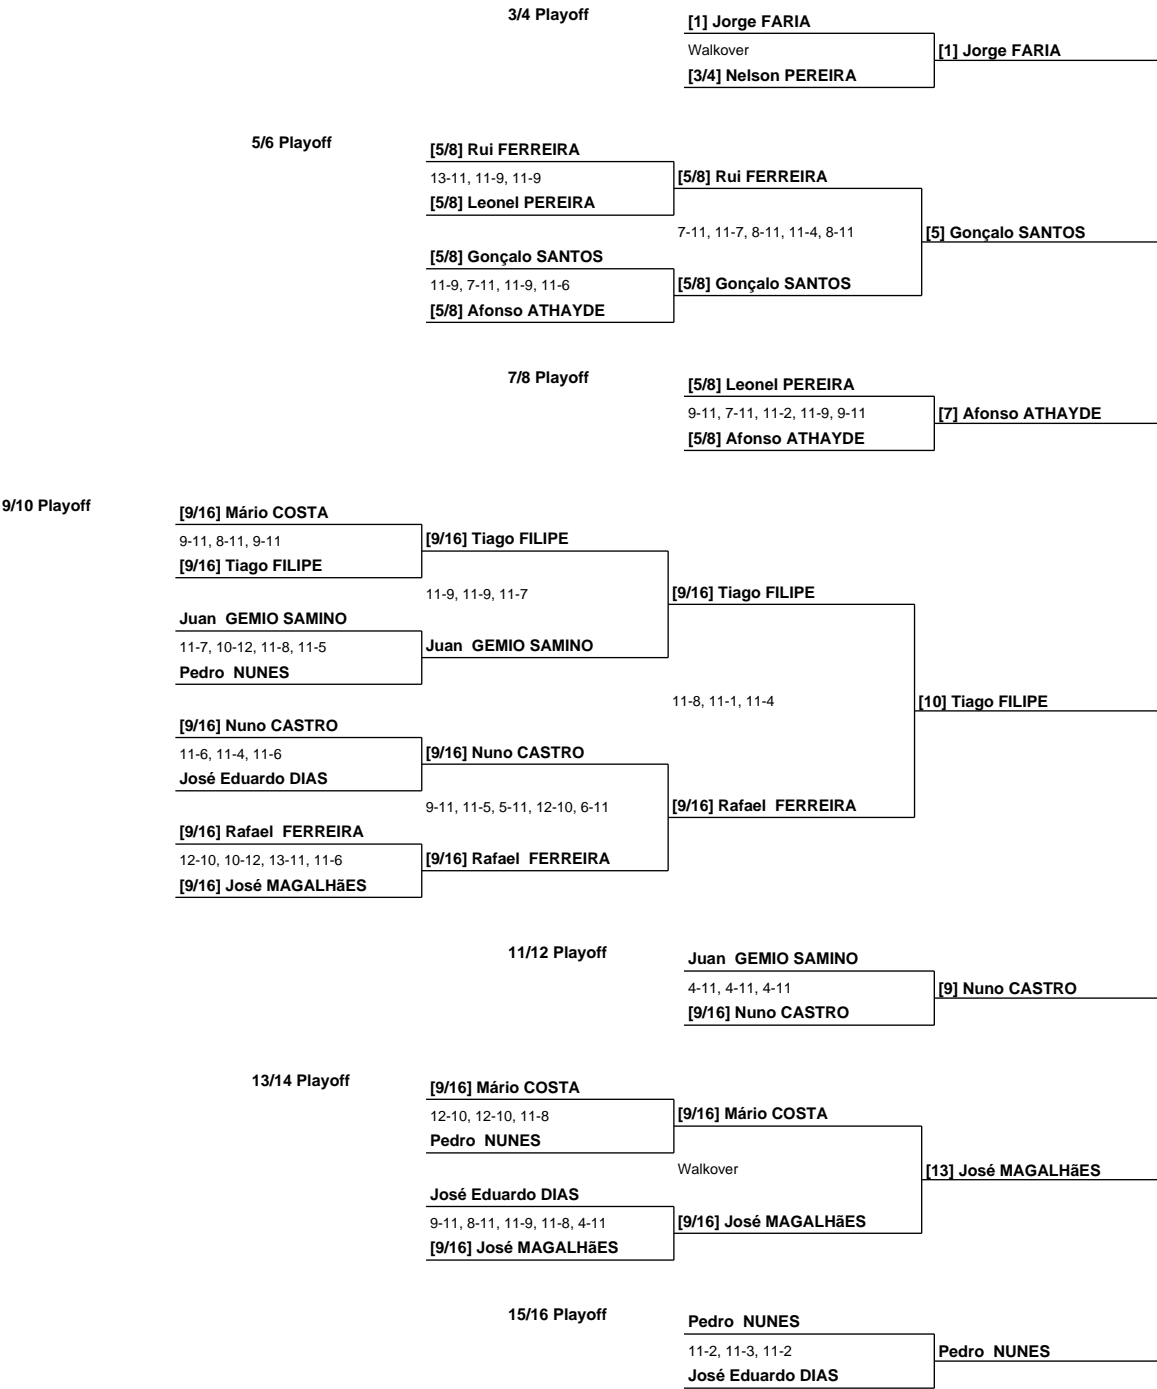 3/4 Playoff
[1] Jorge FARIA
Walkover
[1] Jorge FARIA
[3/4] Nelson PEREIRA
5/6 Playoff
[5/8] Rui FERREIRA
13-11, 11-9, 11-9
[5/8] Rui FERREIRA
[5/8] Leonel PEREIRA
7-11, 11-7, 8-11, 11-4, 8-11
[5] Gonçalo SANTOS
[5/8] Gonçalo SANTOS
11-9, 7-11, 11-9, 11-6
[5/8] Gonçalo SANTOS
[5/8] Afonso ATHAYDE
7/8 Playoff
[5/8] Leonel PEREIRA
9-11, 7-11, 11-2, 11-9, 9-11
[7] Afonso ATHAYDE
[5/8] Afonso ATHAYDE
9/10 Playoff
[9/16] Mário COSTA
9-11, 8-11, 9-11
[9/16] Tiago FILIPE
[9/16] Tiago FILIPE
11-9, 11-9, 11-7
[9/16] Tiago FILIPE
Juan  GEMIO SAMINO
11-7, 10-12, 11-8, 11-5
Juan  GEMIO SAMINO
Pedro  NUNES
11-8, 11-1, 11-4
[10] Tiago FILIPE
[9/16] Nuno CASTRO
11-6, 11-4, 11-6
[9/16] Nuno CASTRO
José Eduardo DIAS
9-11, 11-5, 5-11, 12-10, 6-11
[9/16] Rafael  FERREIRA
[9/16] Rafael  FERREIRA
12-10, 10-12, 13-11, 11-6
[9/16] Rafael  FERREIRA
[9/16] José MAGALHãES
11/12 Playoff
Juan  GEMIO SAMINO
4-11, 4-11, 4-11
[9] Nuno CASTRO
[9/16] Nuno CASTRO
13/14 Playoff
[9/16] Mário COSTA
12-10, 12-10, 11-8
[9/16] Mário COSTA
Pedro  NUNES
Walkover
[13] José MAGALHãES
José Eduardo DIAS
9-11, 8-11, 11-9, 11-8, 4-11
[9/16] José MAGALHãES
[9/16] José MAGALHãES
15/16 Playoff
Pedro  NUNES
11-2, 11-3, 11-2
Pedro  NUNES
José Eduardo DIAS